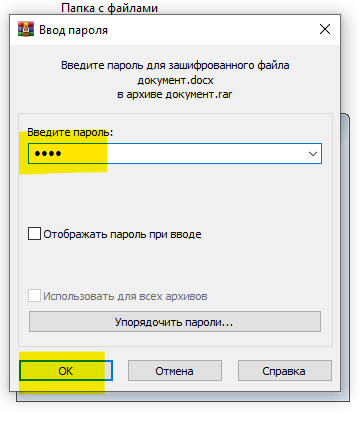 Папка с файлами
Ввод пароля
Введите пароль для зашифрованного файла
документ.docx
в архиве документ.rar
Введите пароль:
••••
Отображать пароль при вводе
Использовать для всех архивов
Упорядочить пароли...
ОК
Отмена
Справка